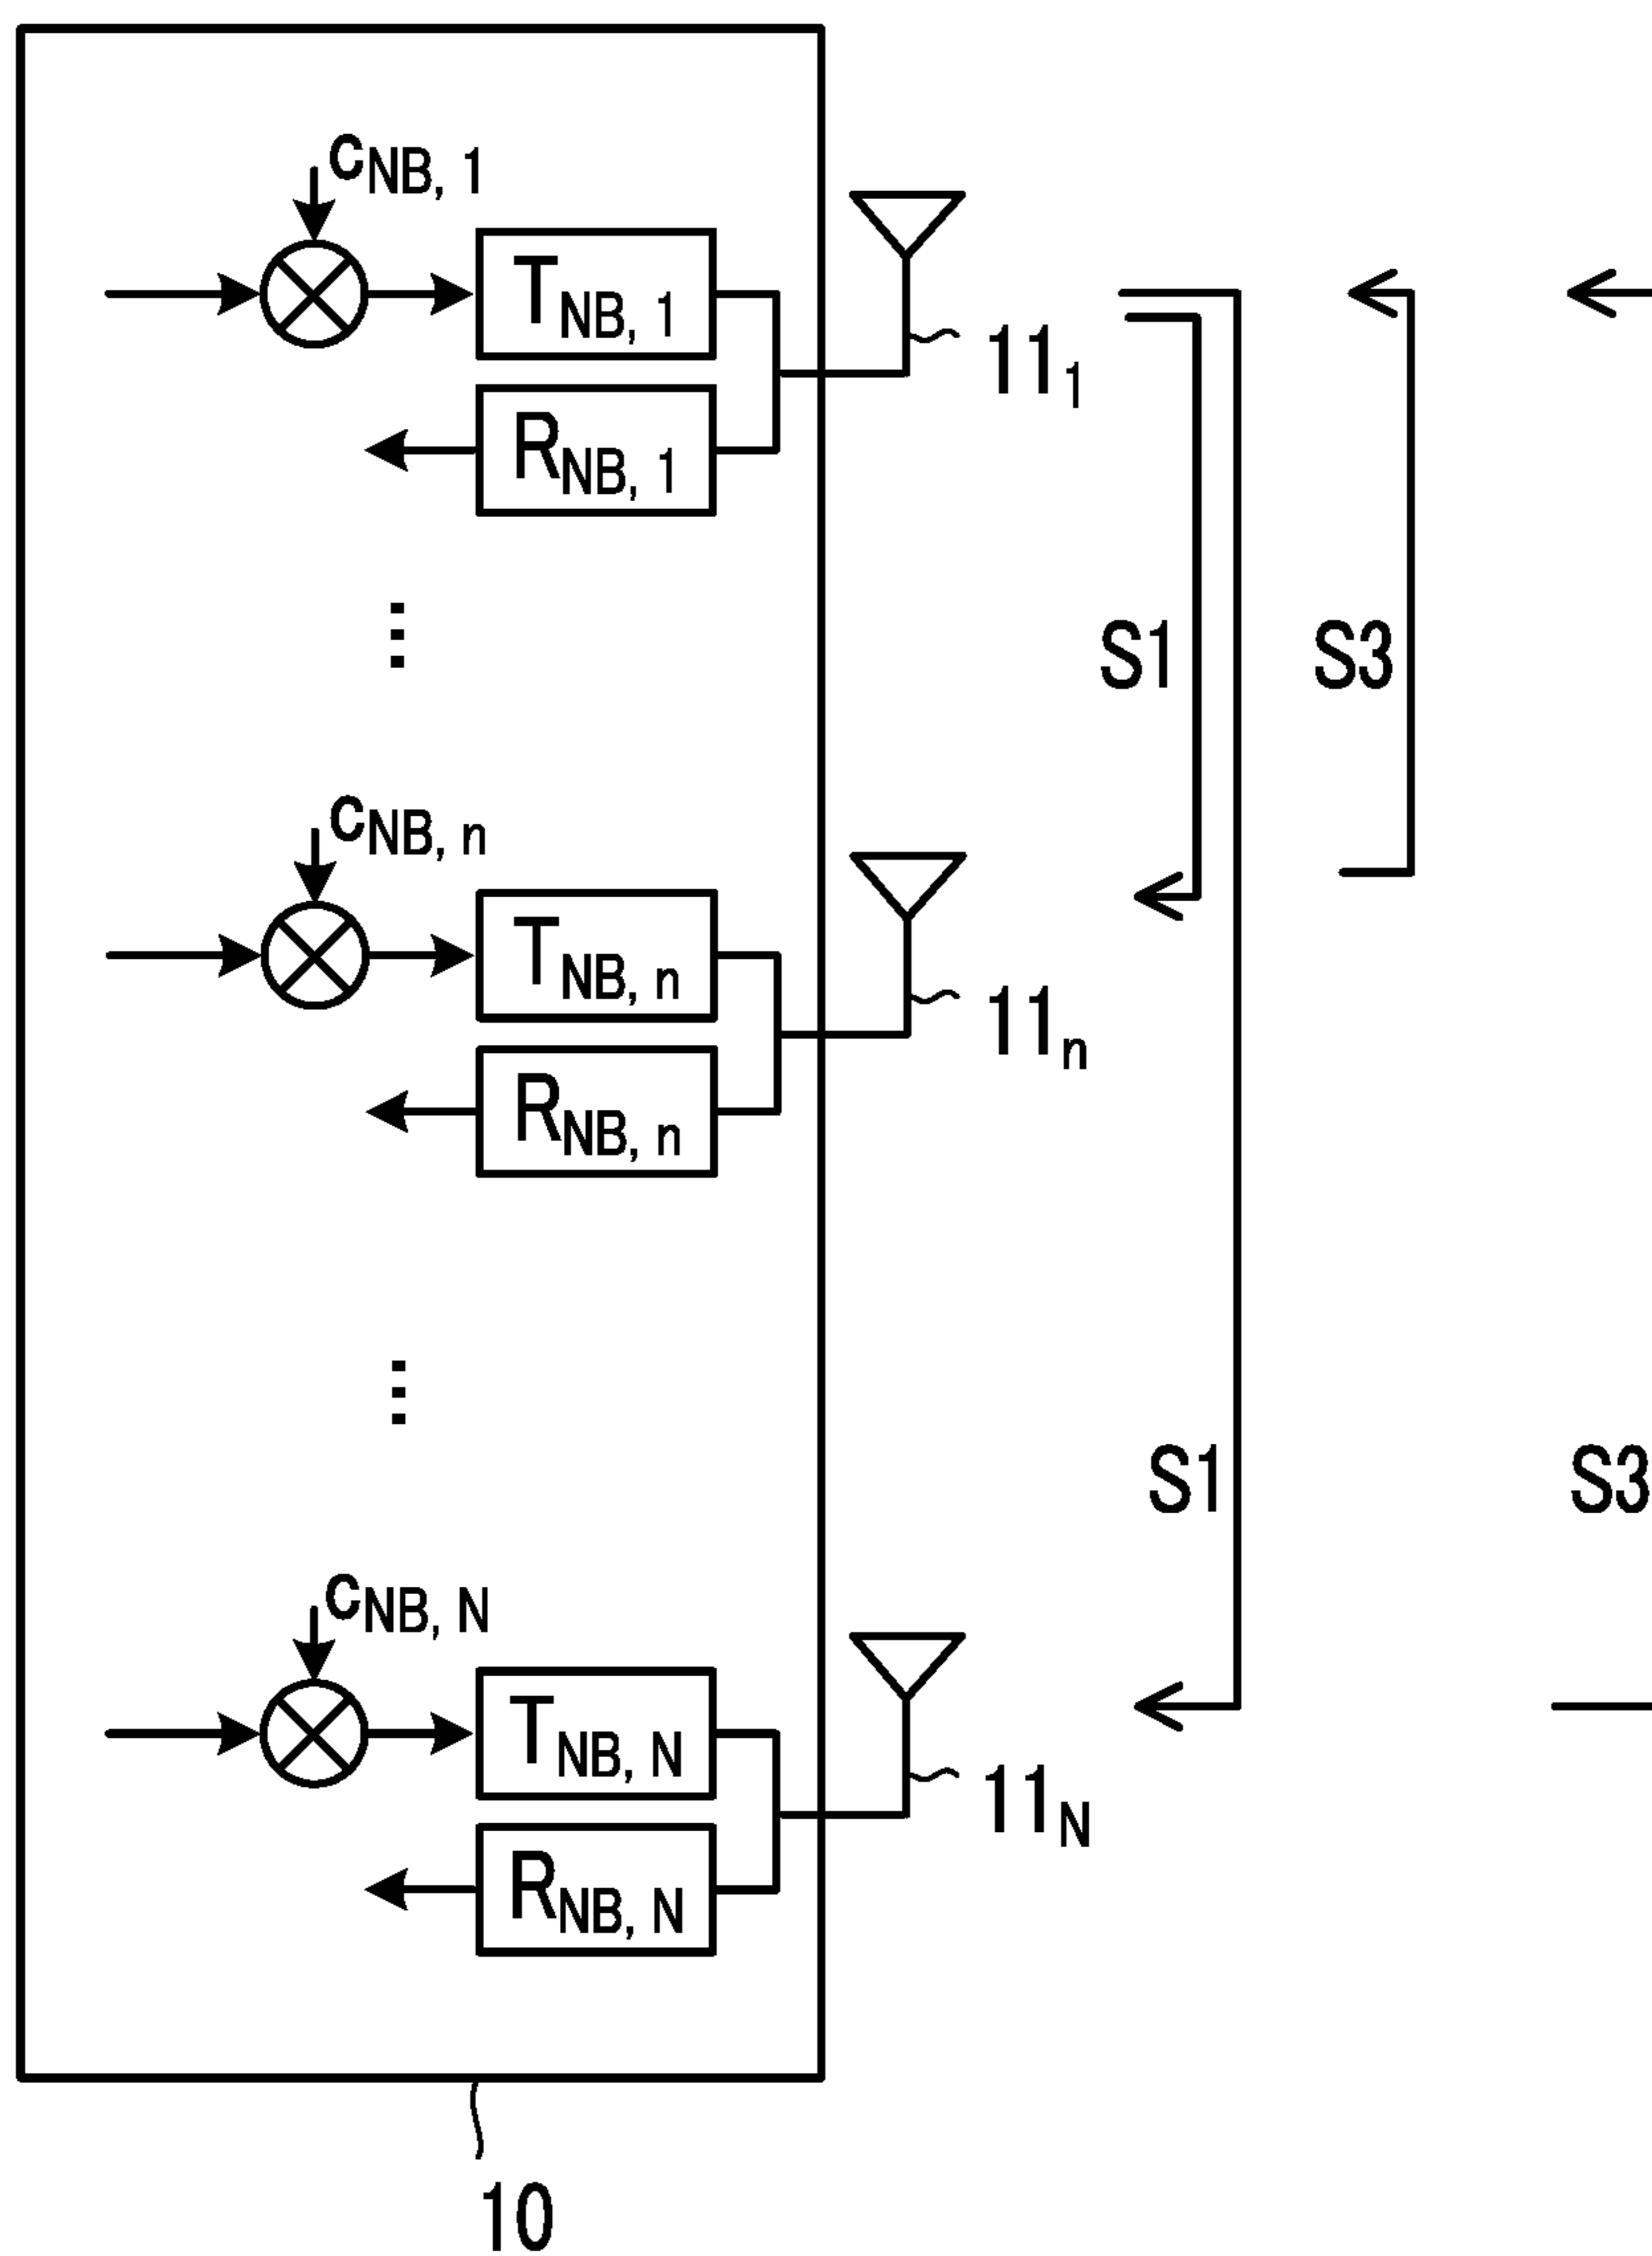 cNB, 1
TNB, 1
111
RNB, 1
⋮
S1
S3
cNB, n
TNB, n
11n
RNB, n
⋮
S1
S3
cNB, N
TNB, N
11N
RNB, N
10